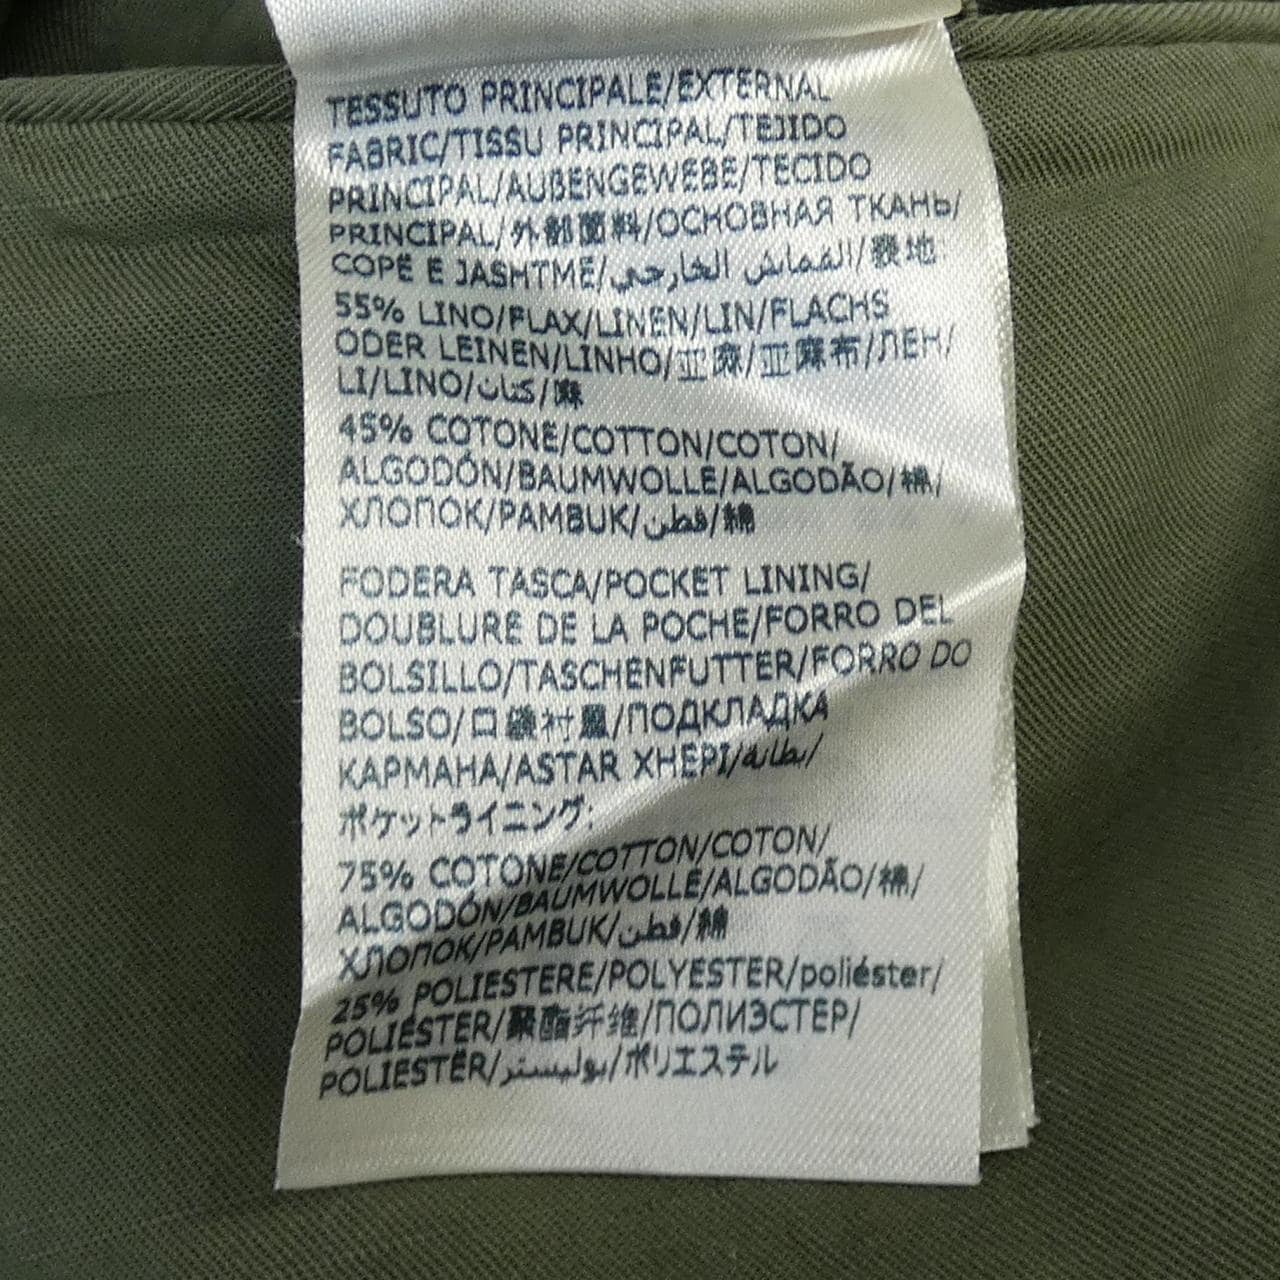 TESSUTO PRINCIPALE/EXTERNAL
FABRIC/TISSU PRINCIPAL/TEJIDO
PRINCIPAL/AUßENGEWEBE/TECIDO
PRINCIPAL/外部面料/ОСНОВНАЯ ТКАНЬ/
COPË E JASHTME/القماش الخارجي/表地:
55% LINO/FLAX/LINEN/LIN/FLACHS
ODER LEINEN/LINHO/亚麻/亚麻布/ЛЕН/
LI/LINO/كتان/麻
45% COTONE/COTTON/COTON/
ALGODÓN/BAUMWOLLE/ALGODÃO/棉/
ХЛОПОК/PAMBUK/قطن/綿
FODERA TASCA/POCKET LINING/
DOUBLURE DE LA POCHE/FORRO DEL
BOLSILLO/TASCHENFUTTER/FORRO DO
BOLSO/口袋衬里/ПОДКЛАДКА
КАРМАНА/ASTAR XHEPI/بطانة/
ポケットライニング:
75% COTONE/COTTON/COTON/
ALGODÓN/BAUMWOLLE/ALGODÃO/棉/
ХЛОПОК/PAMBUK/قطن/綿
25% POLIESTERE/POLYESTER/poliéster/
POLIÉSTER/聚酯纤维/ПОЛИЭСТЕР/
POLIESTËR/بوليستر/ポリエステル